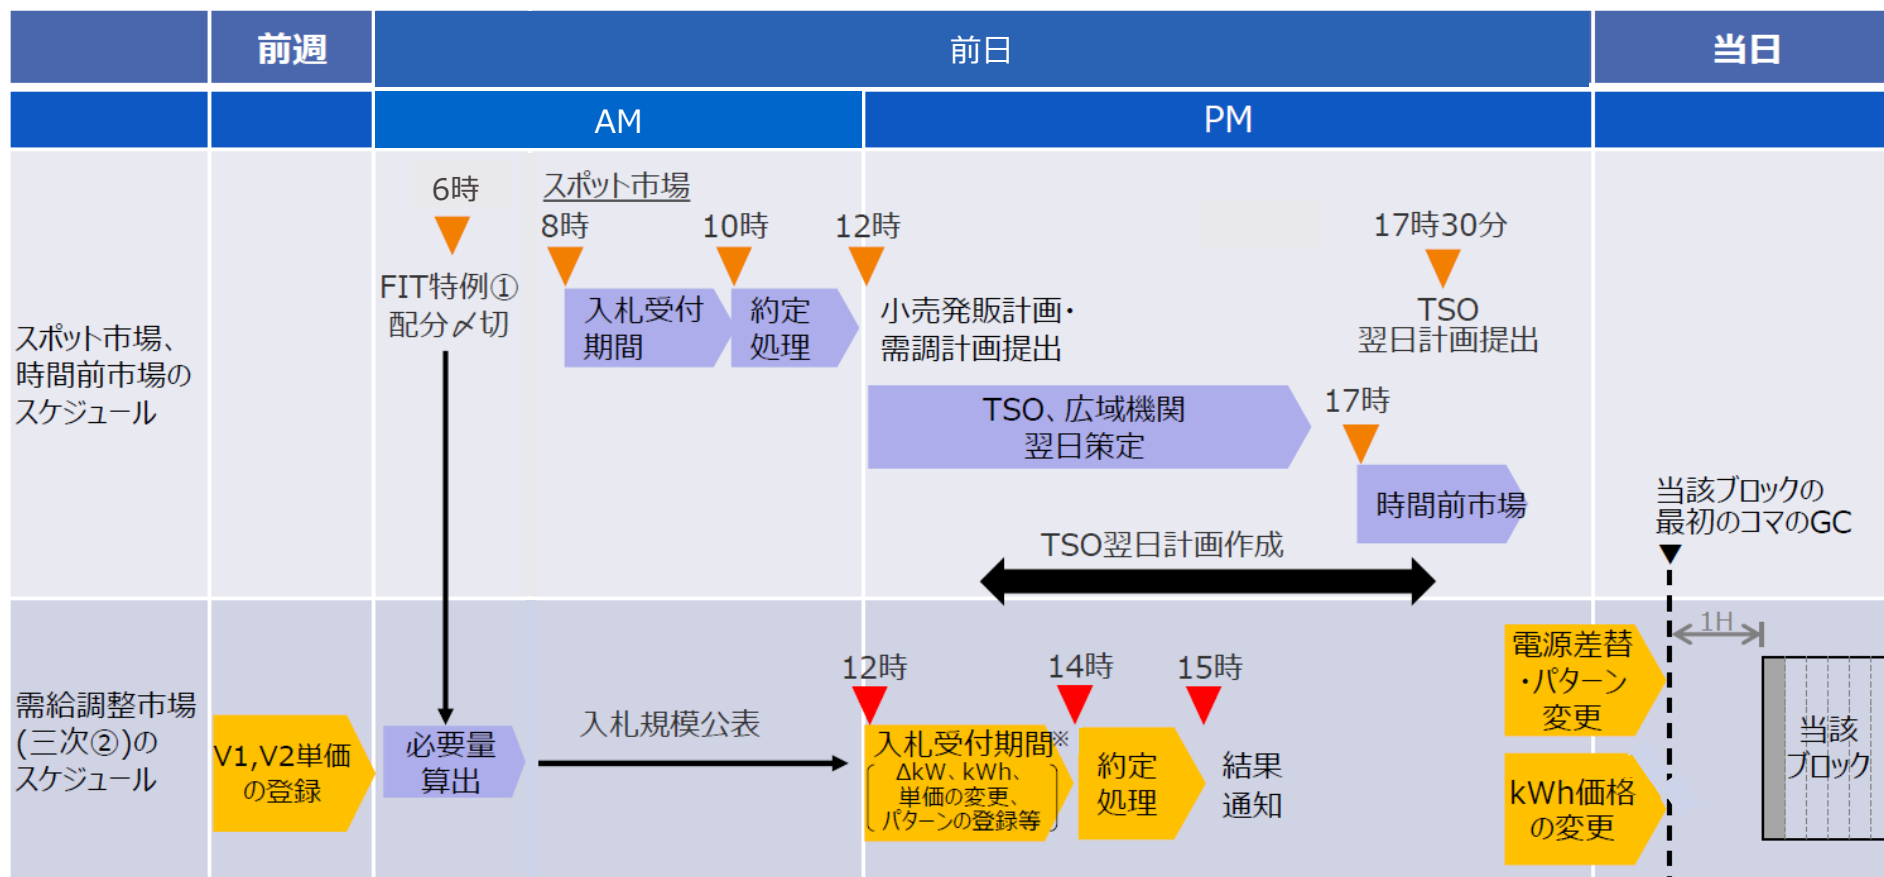 前週
前日
当日
AM
PM
スポット市場、
時間前市場の
スケジュール
6時
FIT特例①
配分〆切
スポット市場
8時
10時
12時
入札受付
期間
約定
処理
小売発販計画・
需調計画提出
17時30分
TSO
翌日計画提出
TSO、広域機関
翌日策定
17時
時間前市場
TSO翌日計画作成
当該ブロックの
最初のコマのGC
需給調整市場
(三次②)の
スケジュール
V1,V2単価
の登録
必要量
算出
入札規模公表
12時
14時
15時
入札受付期間※
ΔkW、kWh、
単価の変更、
パターンの登録等
約定
処理
結果
通知
電源差替
・パターン
変更
kWh価格
の変更
1H
当該
ブロック